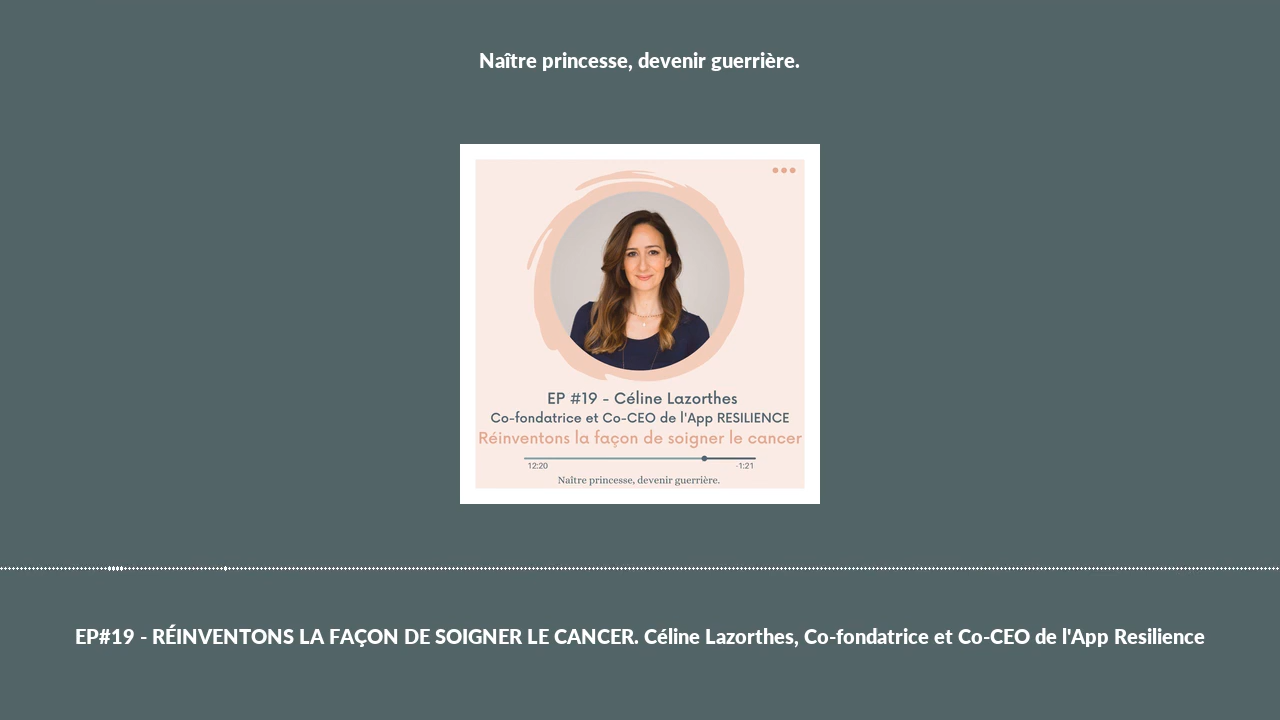 Naître princesse, devenir guerrière.
EP #19 - Céline Lazorthes
Co-fondatrice et Co-CEO de l'App RESILIENCE
Réinventons la façon de soigner le cancer
12:20 -1:21
Naître princesse, devenir guerrière.
EP#19 - RÉINVENTONS LA FAÇON DE SOIGNER LE CANCER. Céline Lazorthes, Co-fondatrice et Co-CEO de l'App Resilience